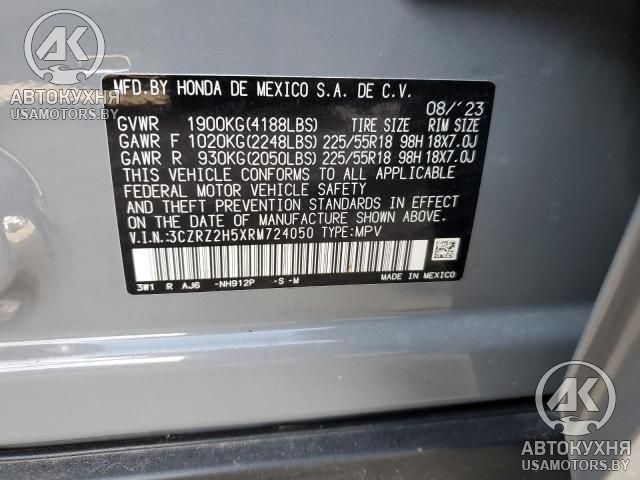 AK
АВТОКУХНЯ
USAMOTORS.BY
MFD.BY HONDA DE MEXICO S.A. DE C.V.
08/'23
GVWR 1900KG(4188LBS) TIRE SIZE RIM SIZE
GAWR F 1020KG(2248LBS) 225/55R18 98H 18X7.0J
GAWR R 930KG(2050LBS) 225/55R18 98H 18X7.0J
THIS VEHICLE CONFORMS TO ALL APPLICABLE
FEDERAL MOTOR VEHICLE SAFETY
AND THEFT PREVENTION STANDARDS
IN EFFECT ON THE DATE OF MANUFACTURE SHOWN ABOVE.
V.I.N.:3CZRZ2H5XRM724050 TYPE:MPV
3W1 R AJ6 -NH912P -S -M
MADE IN MEXICO
AK
АВТОКУХНЯ
USAMOTORS.BY